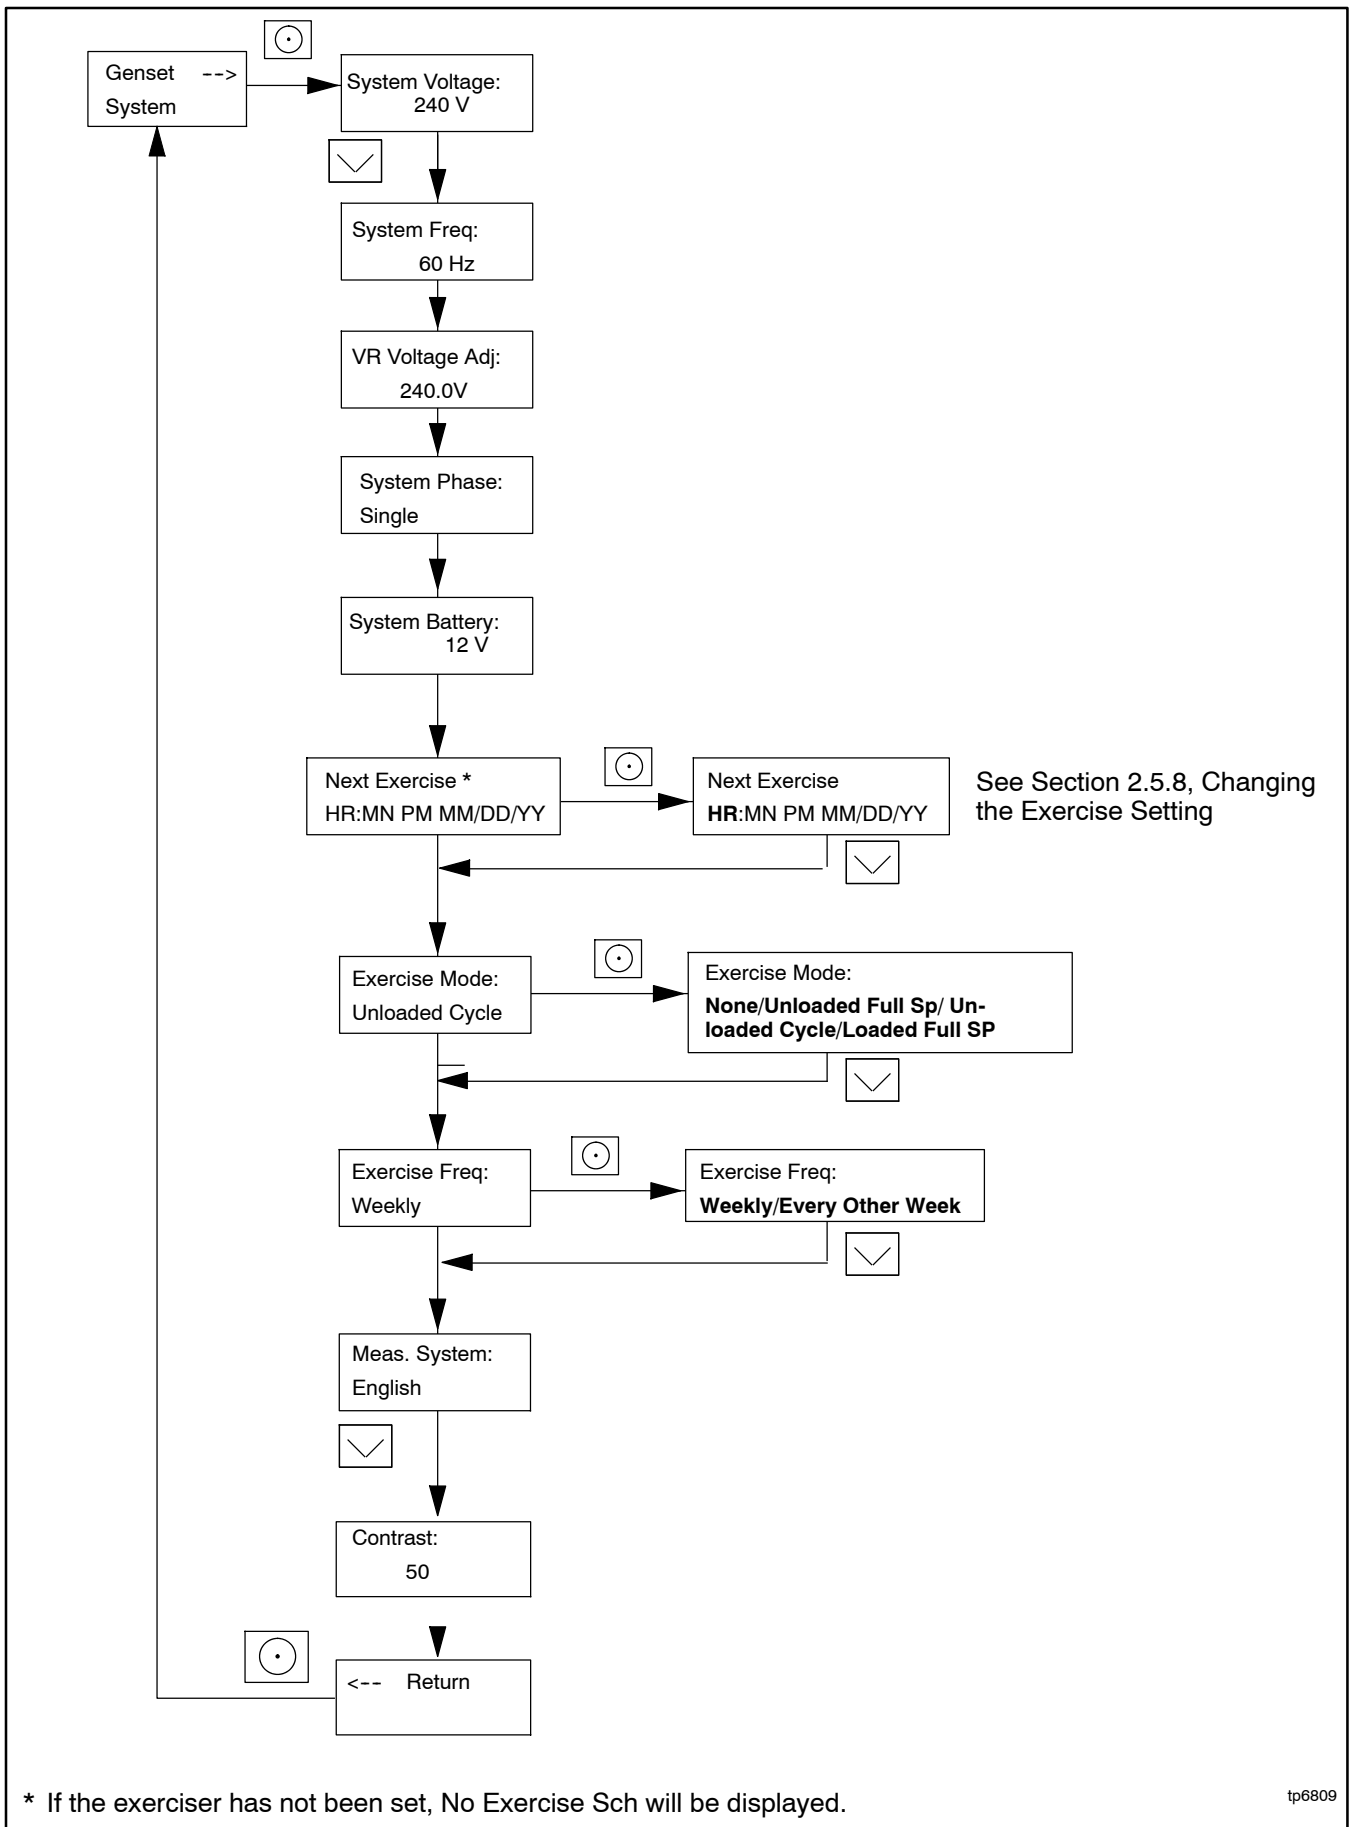 Genset -->
System
System Voltage:
240 V
System Freq:
60 Hz
VR Voltage Adj:
240.0V
System Phase:
Single
System Battery:
12 V
Next Exercise *
HR:MN PM MM/DD/YY
Next Exercise
HR:MN PM MM/DD/YY
See Section 2.5.8, Changing
the Exercise Setting
Exercise Mode:
Unloaded Cycle
Exercise Mode:
None/Unloaded Full Sp/ Un-
loaded Cycle/Loaded Full SP
Exercise Freq:
Weekly
Exercise Freq:
Weekly/Every Other Week
Meas. System:
English
Contrast:
50
<-- Return
* If the exerciser has not been set, No Exercise Sch will be displayed.
tp6809